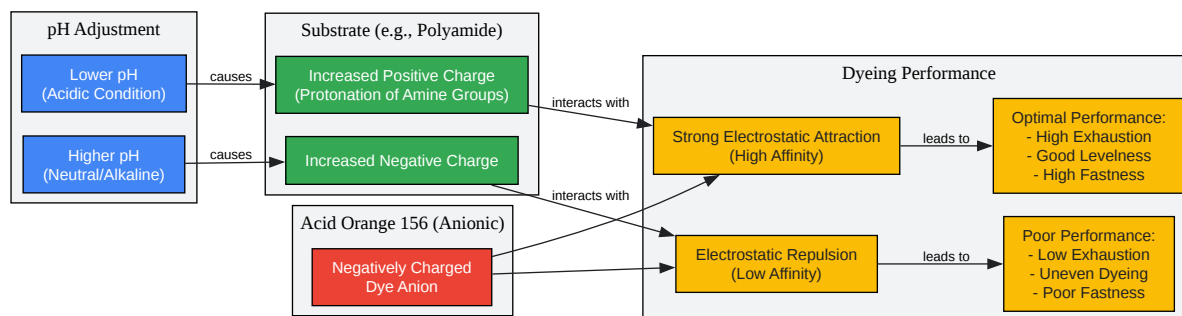 pH Adjustment
Lower pH
(Acidic Condition)
Higher pH
(Neutral/Alkaline)
causes
causes
Substrate (e.g., Polyamide)
Increased Positive Charge
(Protonation of Amine Groups)
Increased Negative Charge
Acid Orange 156 (Anionic)
Negatively Charged
Dye Anion
interacts with
interacts with
Dyeing Performance
Strong Electrostatic Attraction
(High Affinity)
Electrostatic Repulsion
(Low Affinity)
leads to
leads to
Optimal Performance:
- High Exhaustion
- Good Levelness
- High Fastness
Poor Performance:
- Low Exhaustion
- Uneven Dyeing
- Poor Fastness